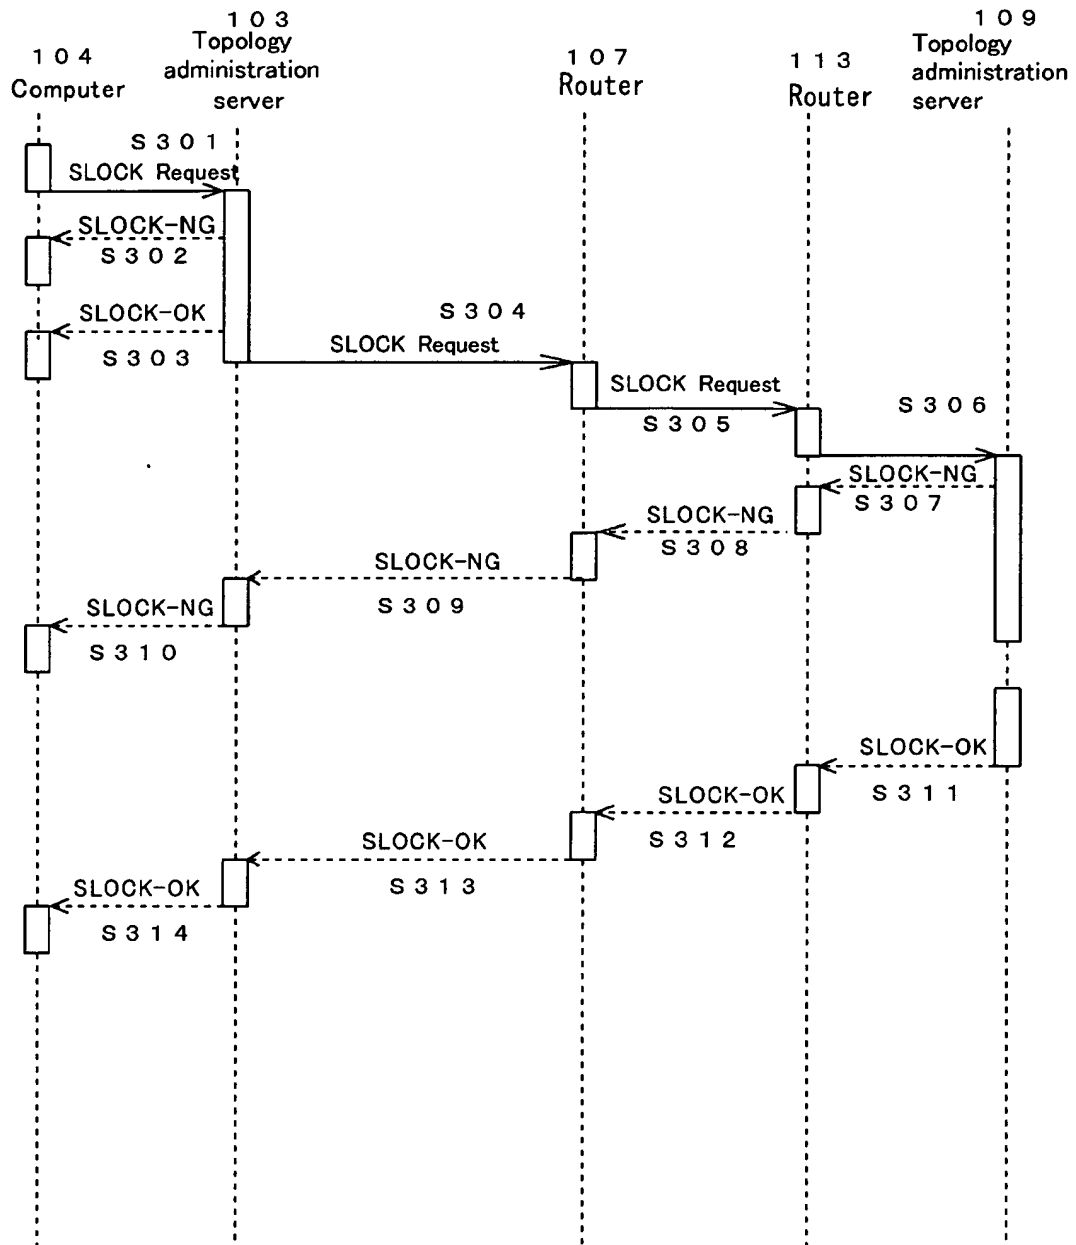 104
Computer
103
Topology
administration
server
107
Router
113
Router
109
Topology
administration
server
S301
SLOCK Request
SLOCK-NG
S302
SLOCK-OK
S303
S304
SLOCK Request
SLOCK Request
S305
S306
SLOCK-NG
S307
SLOCK-NG
S308
SLOCK-NG
S309
SLOCK-NG
S310
SLOCK-OK
S311
SLOCK-OK
S312
SLOCK-OK
S313
SLOCK-OK
S314